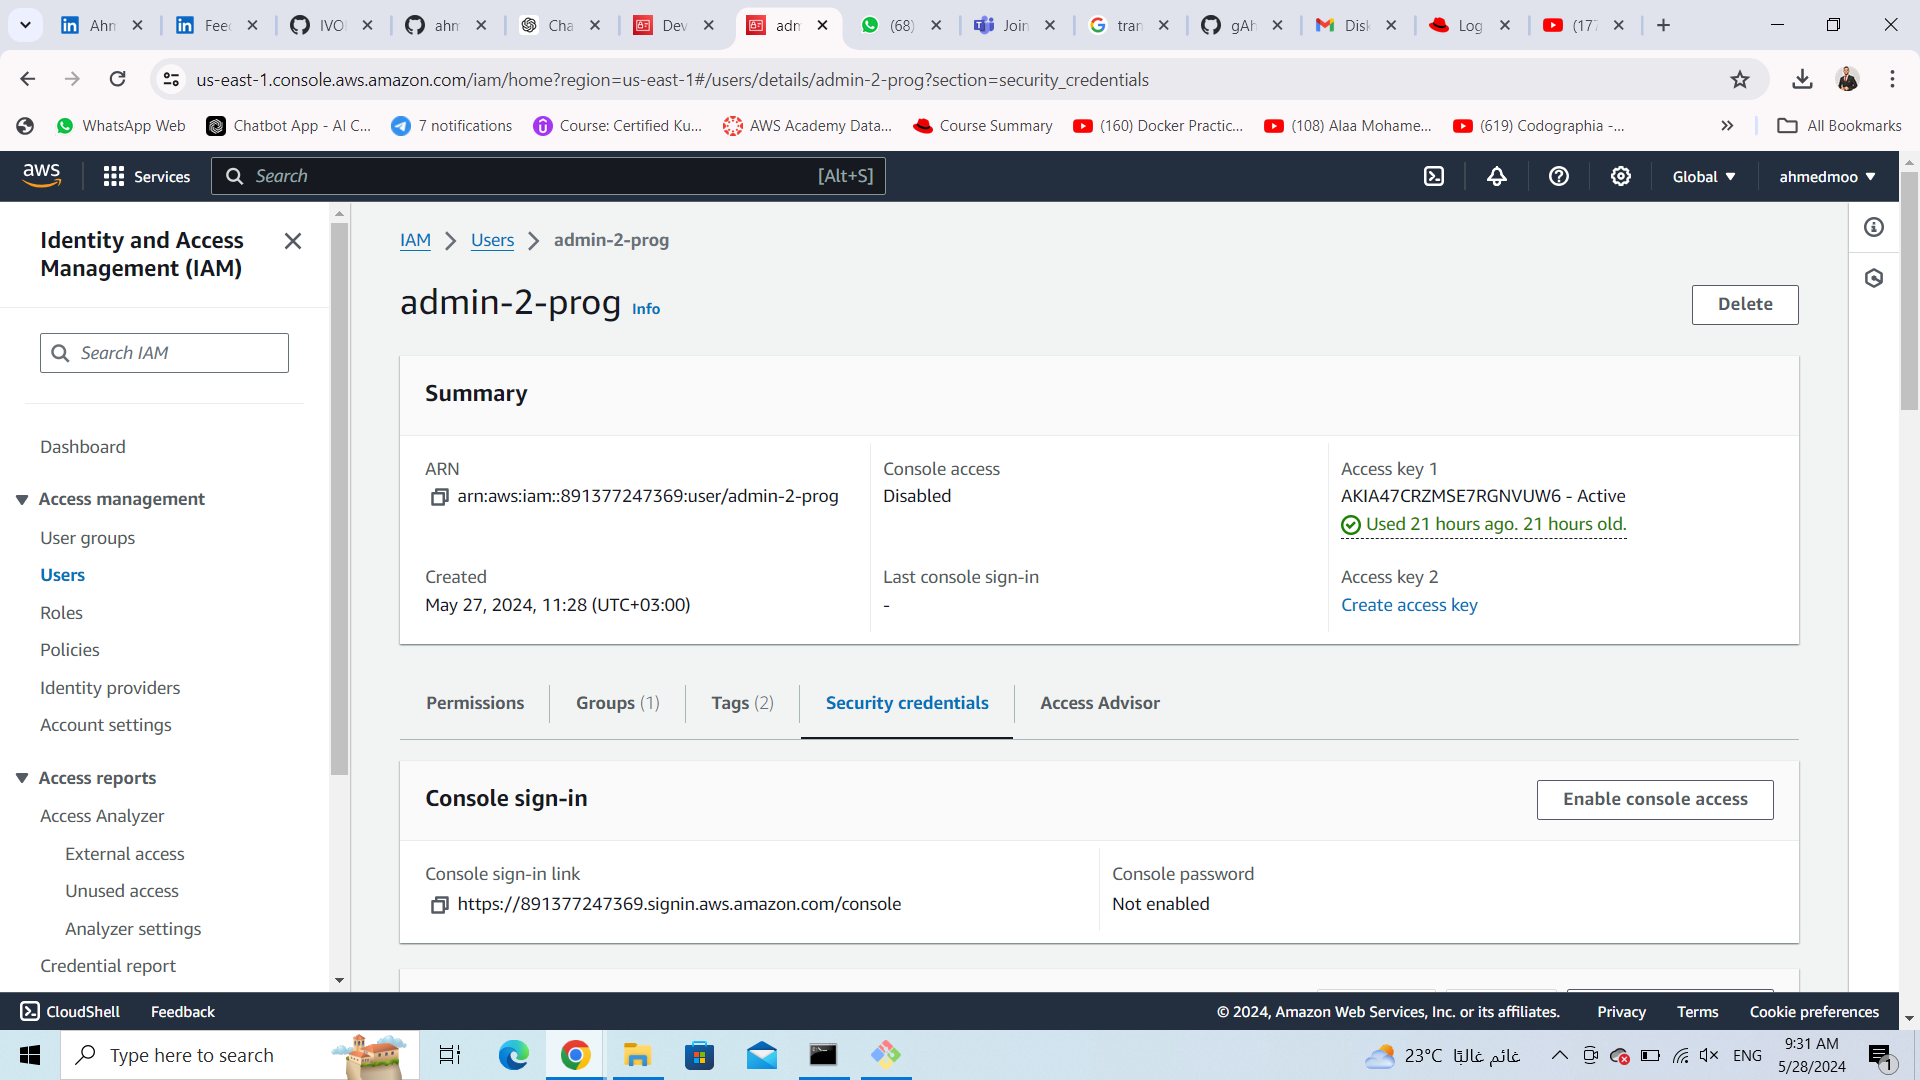 Ahm
Feec
IVOI
ahm
Cha
Dev
adm
(68)
Join
tran
gAh
Disk
Log
(177
us-east-1.console.aws.amazon.com/iam/home?region=us-east-1#/users/details/admin-2-prog?section=security_credentials
WhatsApp Web
Chatbot App - AI C...
7 notifications
Course: Certified Ku...
AWS Academy Data...
Course Summary
(160) Docker Practic...
(108) Alaa Mohame...
(619) Codographia -...
All Bookmarks
aws
Services
Search
[Alt+S]
Global
ahmedmoo
Identity and Access
Management (IAM)
Search IAM
Dashboard
Access management
User groups
Users
Roles
Policies
Identity providers
Account settings
Access reports
Access Analyzer
External access
Unused access
Analyzer settings
Credential report
IAM > Users > admin-2-prog
admin-2-prog Info
Delete
Summary
ARN
arn:aws:iam::891377247369:user/admin-2-prog
Console access
Disabled
Access key 1
AKIA47CRZMSE7RGNVUW6 - Active
Used 21 hours ago. 21 hours old.
Created
May 27, 2024, 11:28 (UTC+03:00)
Last console sign-in
-
Access key 2
Create access key
Permissions
Groups (1)
Tags (2)
Security credentials
Access Advisor
Console sign-in
Enable console access
Console sign-in link
https://891377247369.signin.aws.amazon.com/console
Console password
Not enabled
CloudShell
Feedback
© 2024, Amazon Web Services, Inc. or its affiliates.
Privacy
Terms
Cookie preferences
Type here to search
23°C غائم غالبًا
ENG
9:31 AM
5/28/2024
1